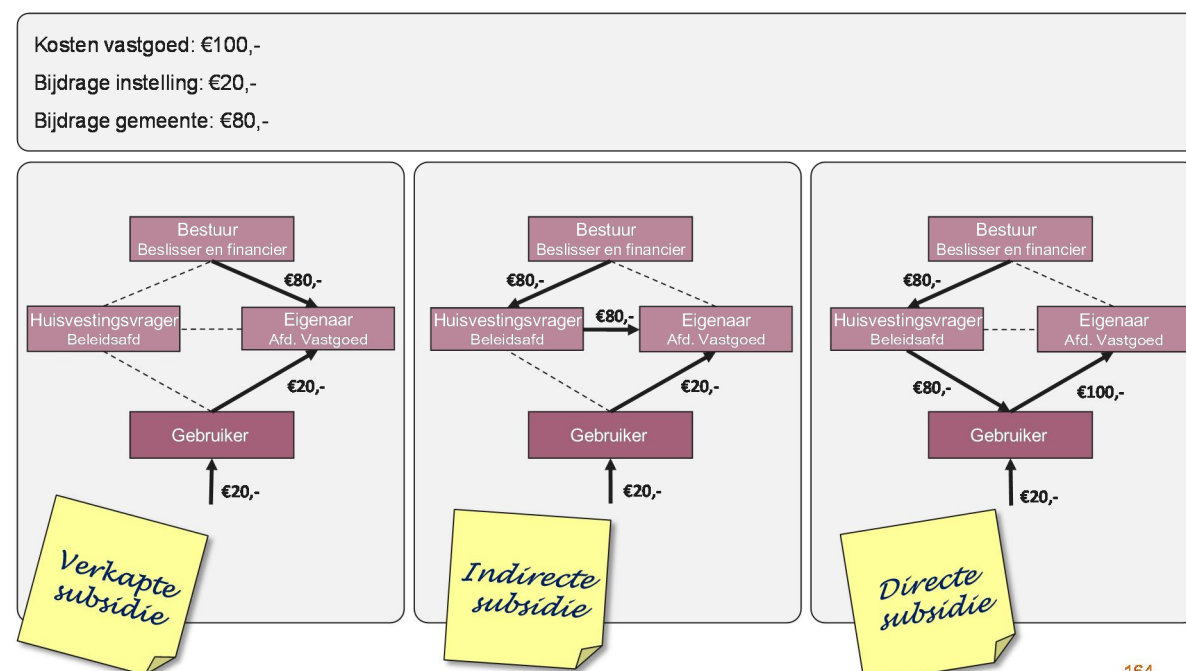 Kosten vastgoed: €100,-
Bijdrage instelling: €20,-
Bijdrage gemeente: €80,-
Bestuur
Beslisser en financier
€80,-
Huisvestingsvrager
Beleidsafd
Eigenaar
Afd. Vastgoed
€20,-
Gebruiker
€20,-
Verkapte
subsidie
Bestuur
Beslisser en financier
€80,-
Huisvestingsvrager
Beleidsafd
€80,-
Eigenaar
Afd. Vastgoed
€20,-
Gebruiker
€20,-
Indirecte
subsidie
Bestuur
Beslisser en financier
€80,-
Huisvestingsvrager
Beleidsafd
Eigenaar
Afd. Vastgoed
€80,-
€100,-
Gebruiker
€20,-
Directe
subsidie
164